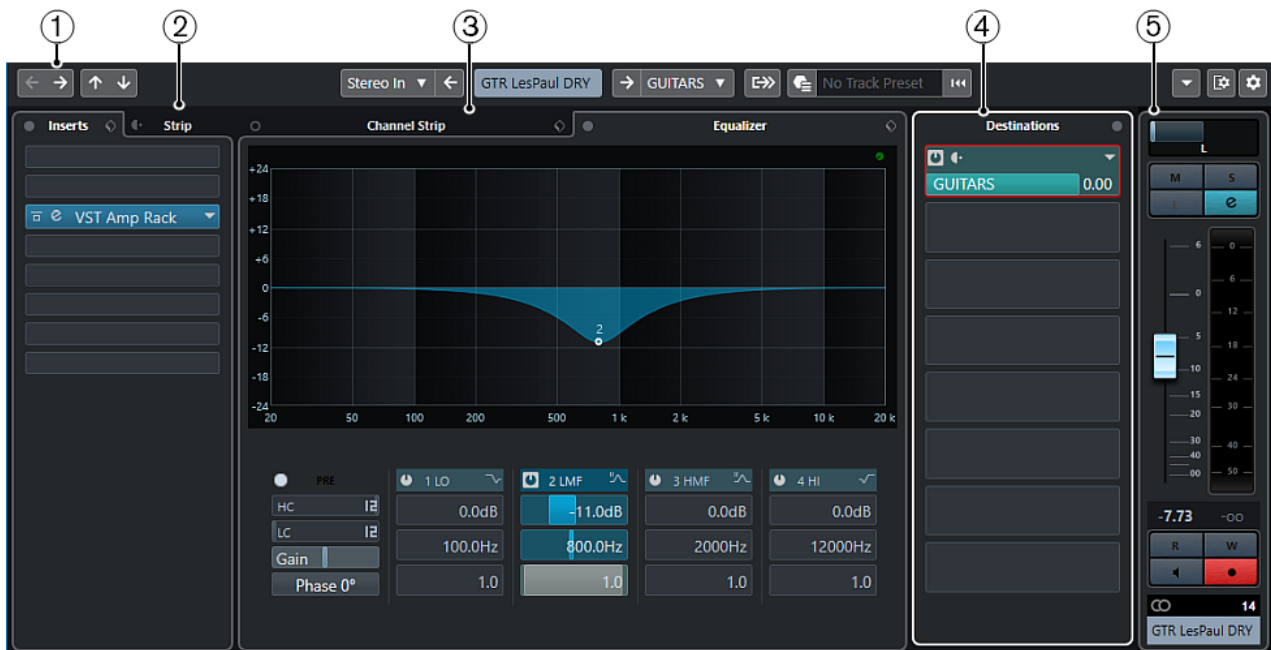 1 2 3 4 5
Stereo In GTR LesPaul DRY GUITARS No Track Preset
Inserts Strip Channel Strip Equalizer Destinations
VST Amp Rack
+24
+18
+12
+6
0
-6
-12
-18
-24
2
20 50 100 200 500 1 k 2 k 5 k 10 k 20 k
PRE 1 LO 2 LMF 3 HMF 4 HI
HC 0.0dB -11.0dB 0.0dB 0.0dB
LC 100.0Hz 800.0Hz 2000Hz 12000Hz
Gain
Phase 0° 1.0 1.0 1.0 1.0
GUITARS 0.00
L
M S
L e
6 0
0 6
5 12
10 18
15 24
20 30
30 40
40 50
00
-7.73 -oo
R W
14
GTR LesPaul DRY